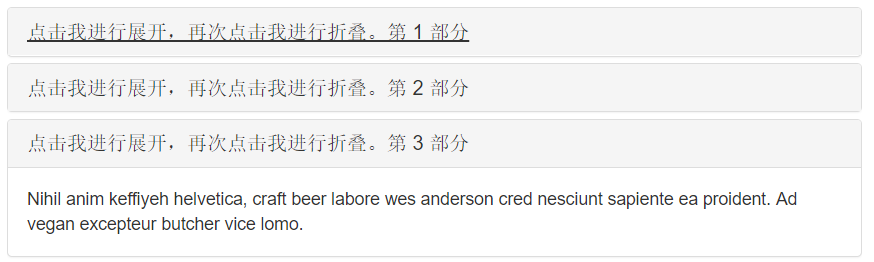 点击我进行展开，再次点击我进行折叠。第 1 部分
点击我进行展开，再次点击我进行折叠。第 2 部分
点击我进行展开，再次点击我进行折叠。第 3 部分
Nihil anim keffiyeh helvetica, craft beer labore wes anderson cred nesciunt sapiente ea proident. Ad
vegan excepteur butcher vice lomo.